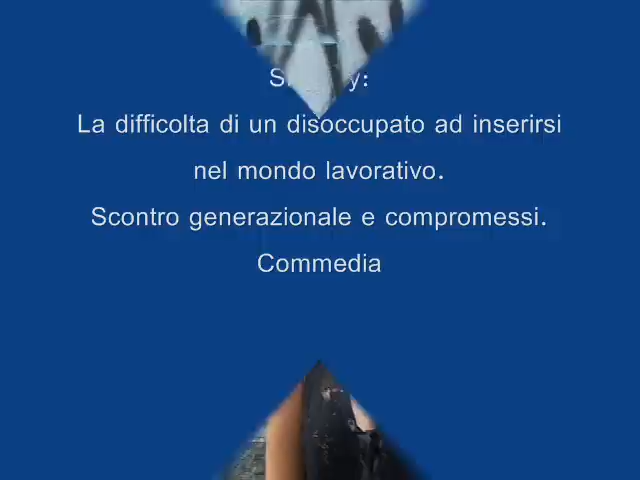 La difficolta di un disoccupato ad inserirsi
nel mondo lavorativo.
Scontro generazionale e compromessi.
Commedia